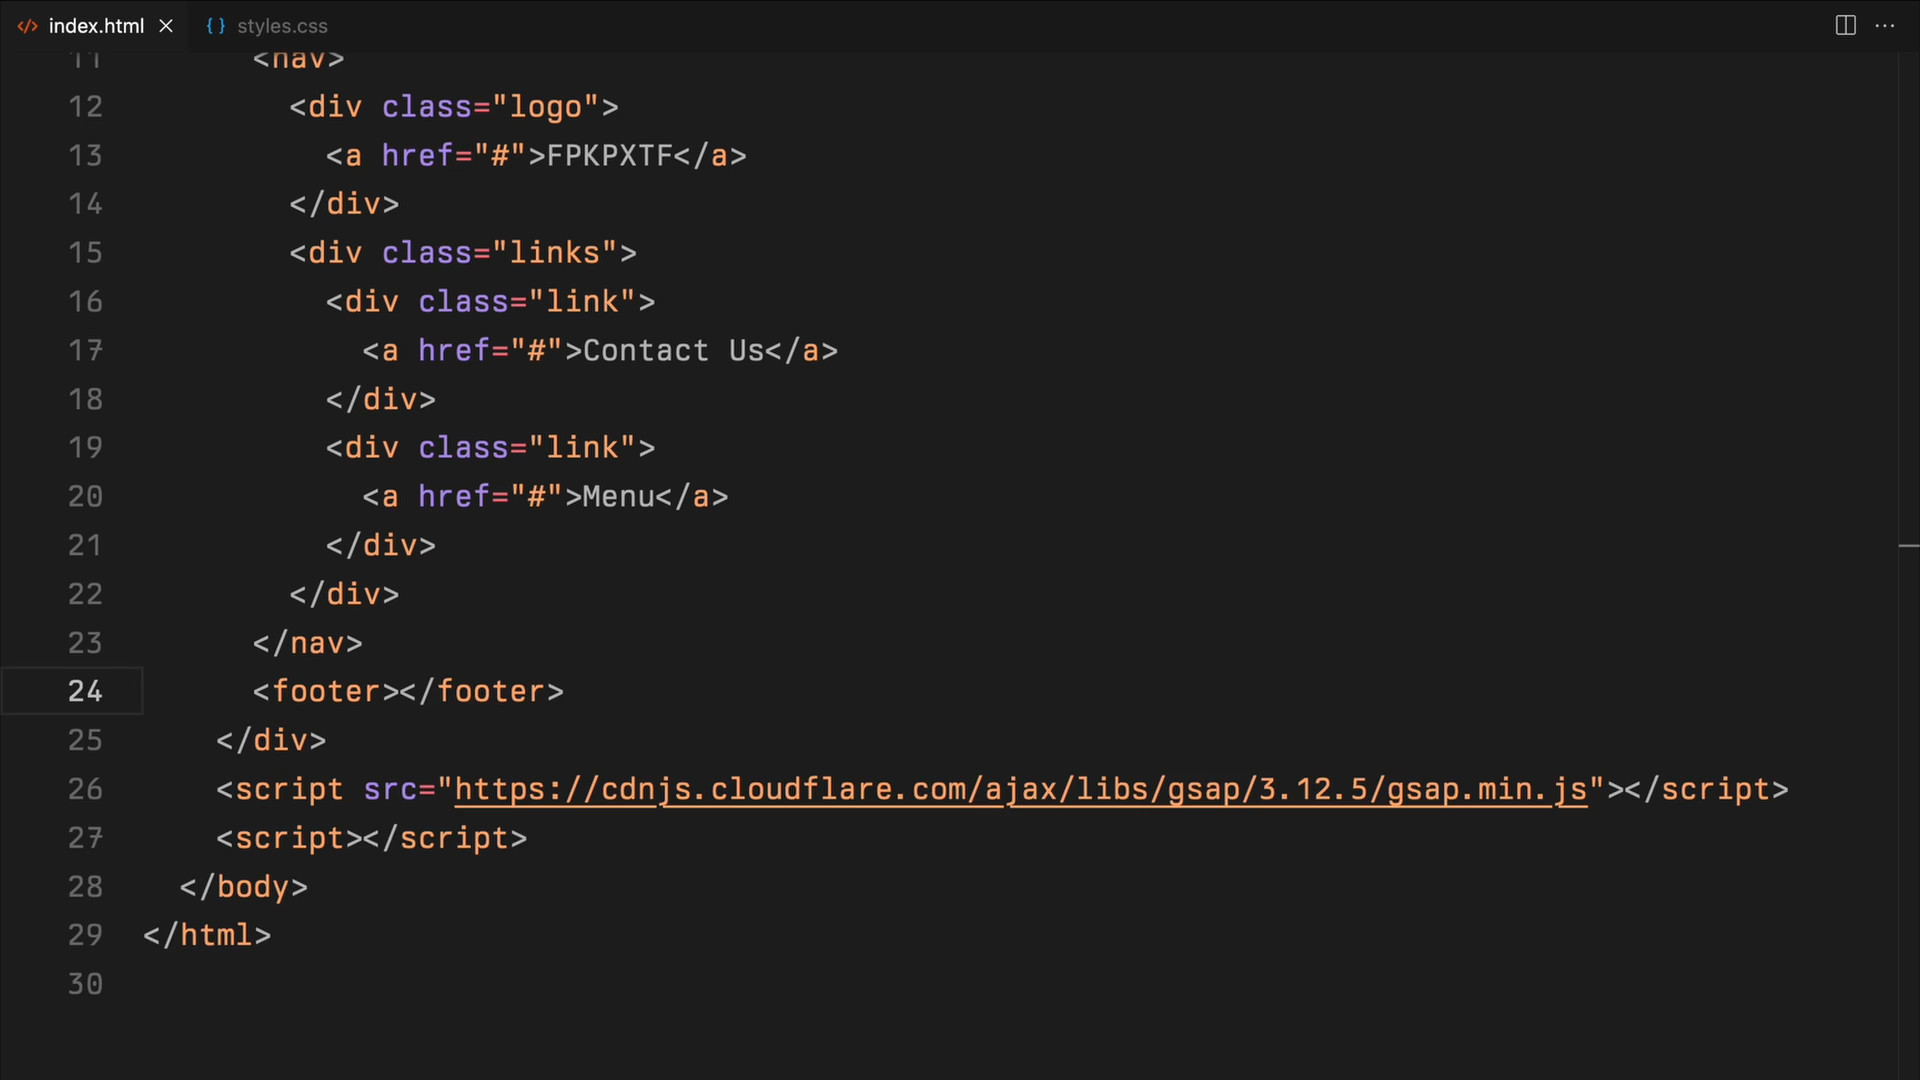 index.html styles.css
11 <nav>
12 <div class="logo">
13 <a href="#">FPKPXTF</a>
14 </div>
15 <div class="links">
16 <div class="link">
17 <a href="#">Contact Us</a>
18 </div>
19 <div class="link">
20 <a href="#">Menu</a>
21 </div>
22 </div>
23 </nav>
24 <footer></footer>
25 </div>
26 <script src="https://cdnjs.cloudflare.com/ajax/libs/gsap/3.12.5/gsap.min.js"></script>
27 <script></script>
28 </body>
29 </html>
30